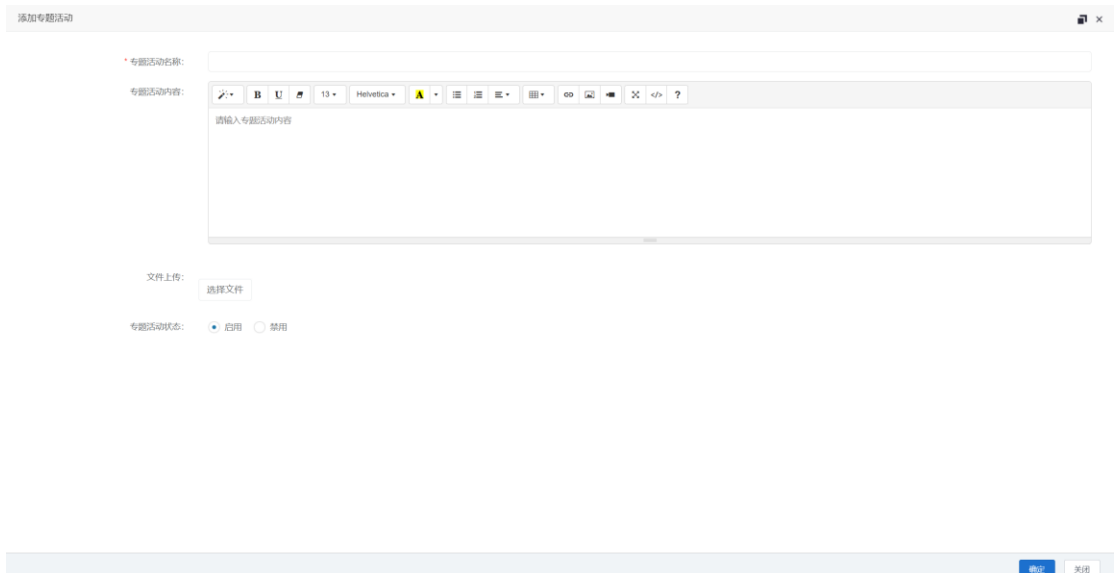 添加专题活动
* 专题活动名称:
专题活动内容:
B U 13 Helvetica A </> ?
请输入专题活动内容
文件上传:
选择文件
专题活动状态: 启用 禁用
确定 关闭